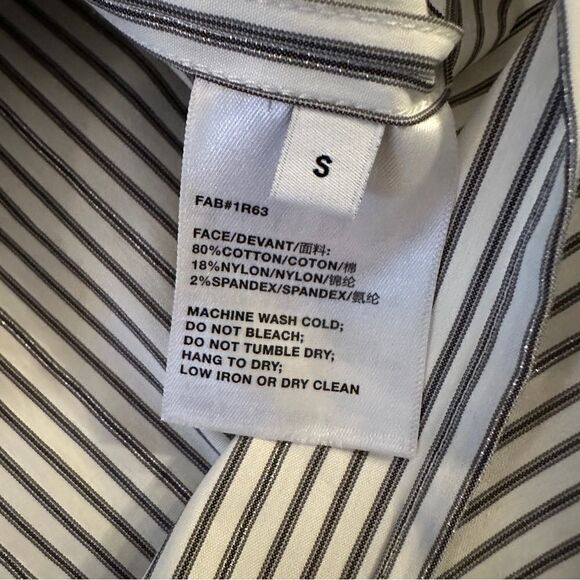 S
FAB#1R63
FACE/DEVANT/面料:
80%COTTON/COTON/棉
18%NYLON/NYLON/锦纶
2%SPANDEX/SPANDEX/氨纶
MACHINE WASH COLD;
DO NOT BLEACH;
DO NOT TUMBLE DRY;
HANG TO DRY;
LOW IRON OR DRY CLEAN